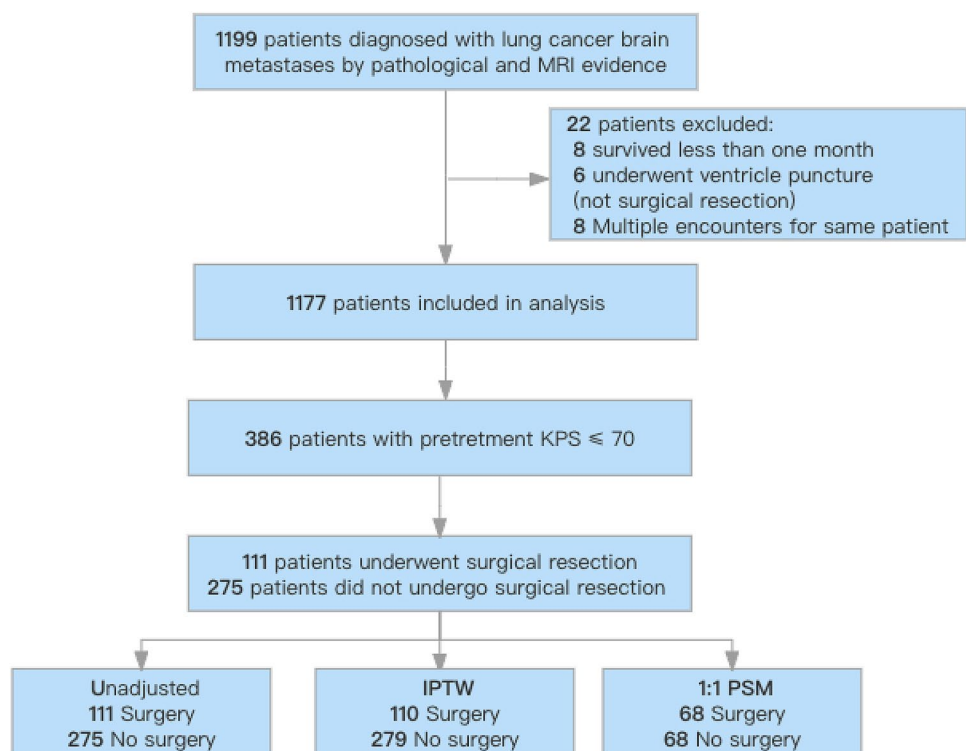 1199 patients diagnosed with lung cancer brain
metastases by pathological and MRI evidence
22 patients excluded:
8 survived less than one month
6 underwent ventricle puncture
(not surgical resection)
8 Multiple encounters for same patient
1177 patients included in analysis
386 patients with pretretment KPS ⩽ 70
111 patients underwent surgical resection
275 patients did not undergo surgical resection
Unadjusted
111 Surgery
275 No surgery
IPTW
110 Surgery
279 No surgery
1:1 PSM
68 Surgery
68 No surgery